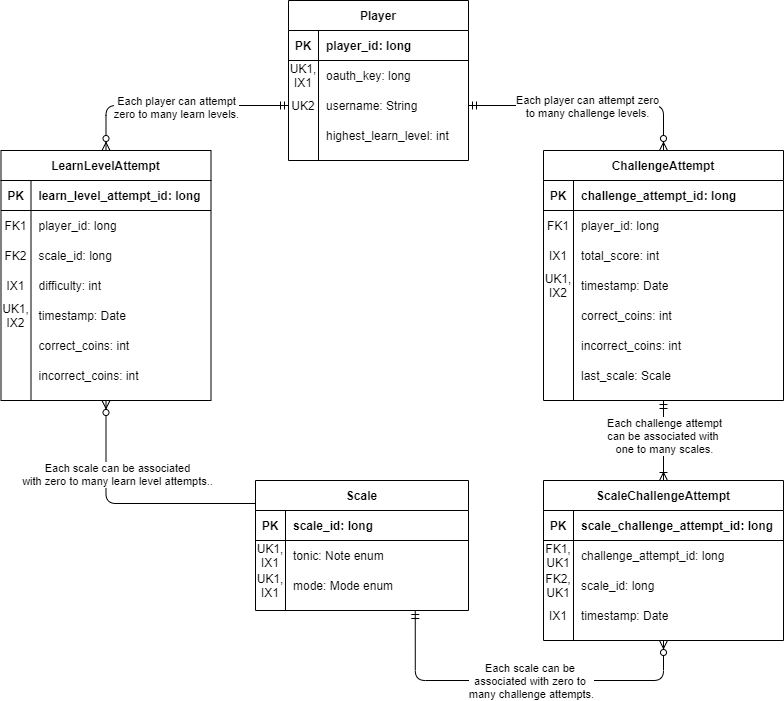 Player
PK player_id: long
UK1,
IX1 oauth_key: long
UK2 username: String
highest_learn_level: int
Each player can attempt
zero to many learn levels.
Each player can attempt zero
to many challenge levels.
LearnLevelAttempt
PK learn_level_attempt_id: long
FK1 player_id: long
FK2 scale_id: long
IX1 difficulty: int
UK1,
IX2 timestamp: Date
correct_coins: int
incorrect_coins: int
ChallengeAttempt
PK challenge_attempt_id: long
FK1 player_id: long
IX1 total_score: int
UK1,
IX2 timestamp: Date
correct_coins: int
incorrect_coins: int
last_scale: Scale
Each challenge attempt
can be associated with
one to many scales.
Each scale can be associated
with zero to many learn level attempts..
Scale
PK scale_id: long
UK1,
IX1 tonic: Note enum
UK1,
IX1 mode: Mode enum
ScaleChallengeAttempt
PK scale_challenge_attempt_id: long
FK1,
UK1 challenge_attempt_id: long
FK2,
UK1 scale_id: long
IX1 timestamp: Date
Each scale can be
associated with zero to
many challenge attempts.